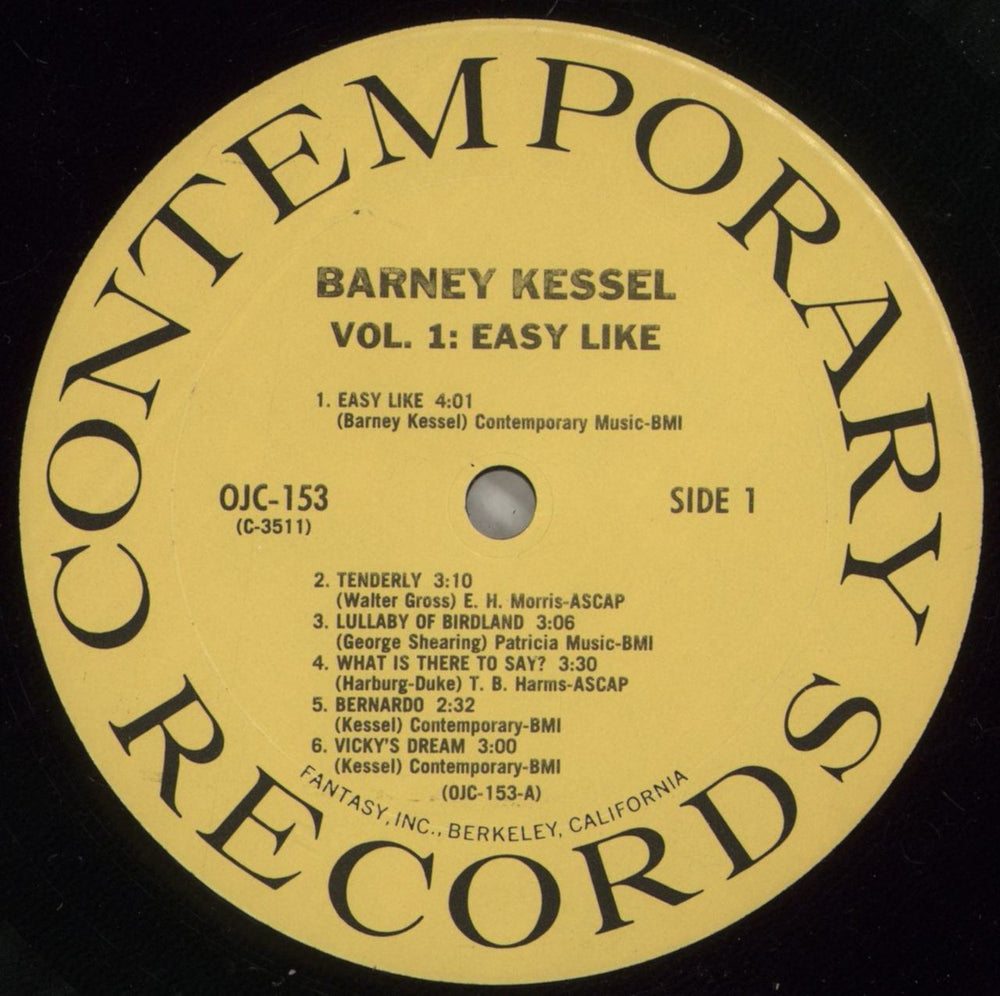 CONTEMPORARY
BARNEY KESSEL
VOL. 1: EASY LIKE
1. EASY LIKE 4:01
(Barney Kessel) Contemporary Music-BMI
OJC-153
(C-3511)
SIDE 1
2. TENDERLY 3:10
(Walter Gross) E. H. Morris-ASCAP
3. LULLABY OF BIRDLAND 3:06
(George Shearing) Patricia Music-BMI
4. WHAT IS THERE TO SAY? 3:30
(Harburg-Duke) T. B. Harms-ASCAP
5. BERNARDO 2:32
(Kessel) Contemporary-BMI
6. VICKY'S DREAM 3:00
(Kessel) Contemporary-BMI
(OJC-153-A)
FANTASY, INC., BERKELEY, CALIFORNIA
RECORDS